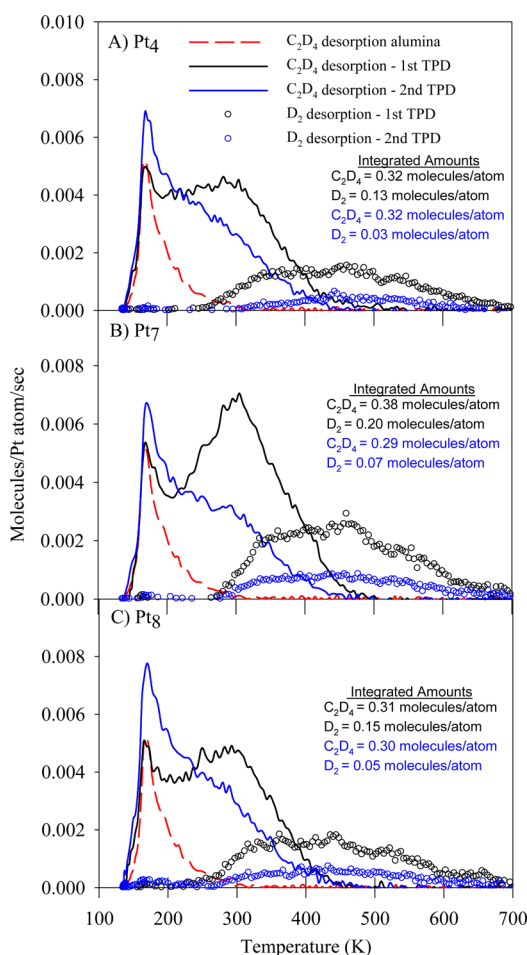 A) Pt4
C2D4 desorption alumina
C2D4 desorption - 1st TPD
C2D4 desorption - 2nd TPD
D2 desorption - 1st TPD
D2 desorption - 2nd TPD
Integrated Amounts
C2D4 = 0.32 molecules/atom
D2 = 0.13 molecules/atom
C2D4 = 0.32 molecules/atom
D2 = 0.03 molecules/atom
0.010
0.008
0.006
0.004
0.002
0.000
B) Pt7
Integrated Amounts
C2D4 = 0.38 molecules/atom
D2 = 0.20 molecules/atom
C2D4 = 0.29 molecules/atom
D2 = 0.07 molecules/atom
0.008
0.006
0.004
0.002
0.000
Molecules/Pt atom/sec
C) Pt8
Integrated Amounts
C2D4 = 0.31 molecules/atom
D2 = 0.15 molecules/atom
C2D4 = 0.30 molecules/atom
D2 = 0.05 molecules/atom
0.008
0.006
0.004
0.002
0.000
100 200 300 400 500 600 700
Temperature (K)